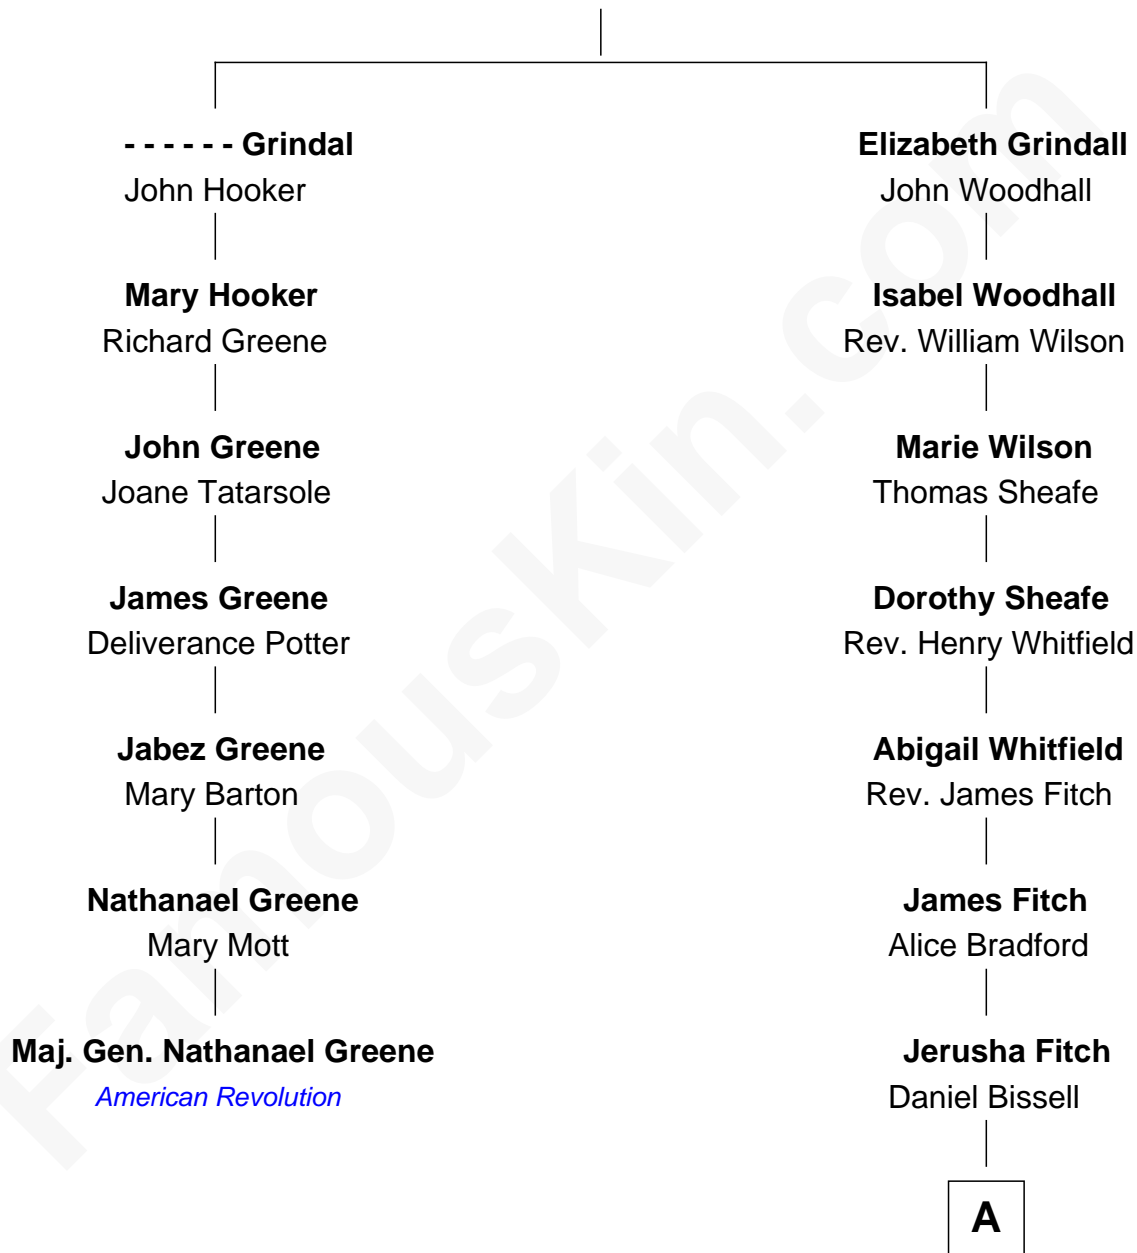 - - - - - - Grindal
John Hooker
Mary Hooker
Richard Greene
John Greene
Joane Tatarsole
James Greene
Deliverance Potter
Jabez Greene
Mary Barton
Nathanael Greene
Mary Mott
Maj. Gen. Nathanael Greene
American Revolution
Elizabeth Grindall
John Woodhall
Isabel Woodhall
Rev. William Wilson
Marie Wilson
Thomas Sheafe
Dorothy Sheafe
Rev. Henry Whitfield
Abigail Whitfield
Rev. James Fitch
James Fitch
Alice Bradford
Jerusha Fitch
Daniel Bissell
A
FamousKin.com